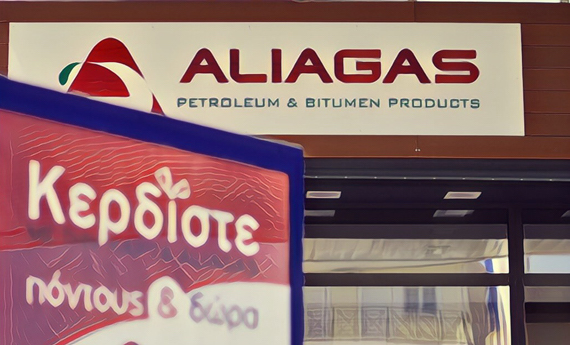 ALIAGAS
PETROLEUM & BITUMEN PRODUCTS
Κερδίστε
πόντους & δώρα